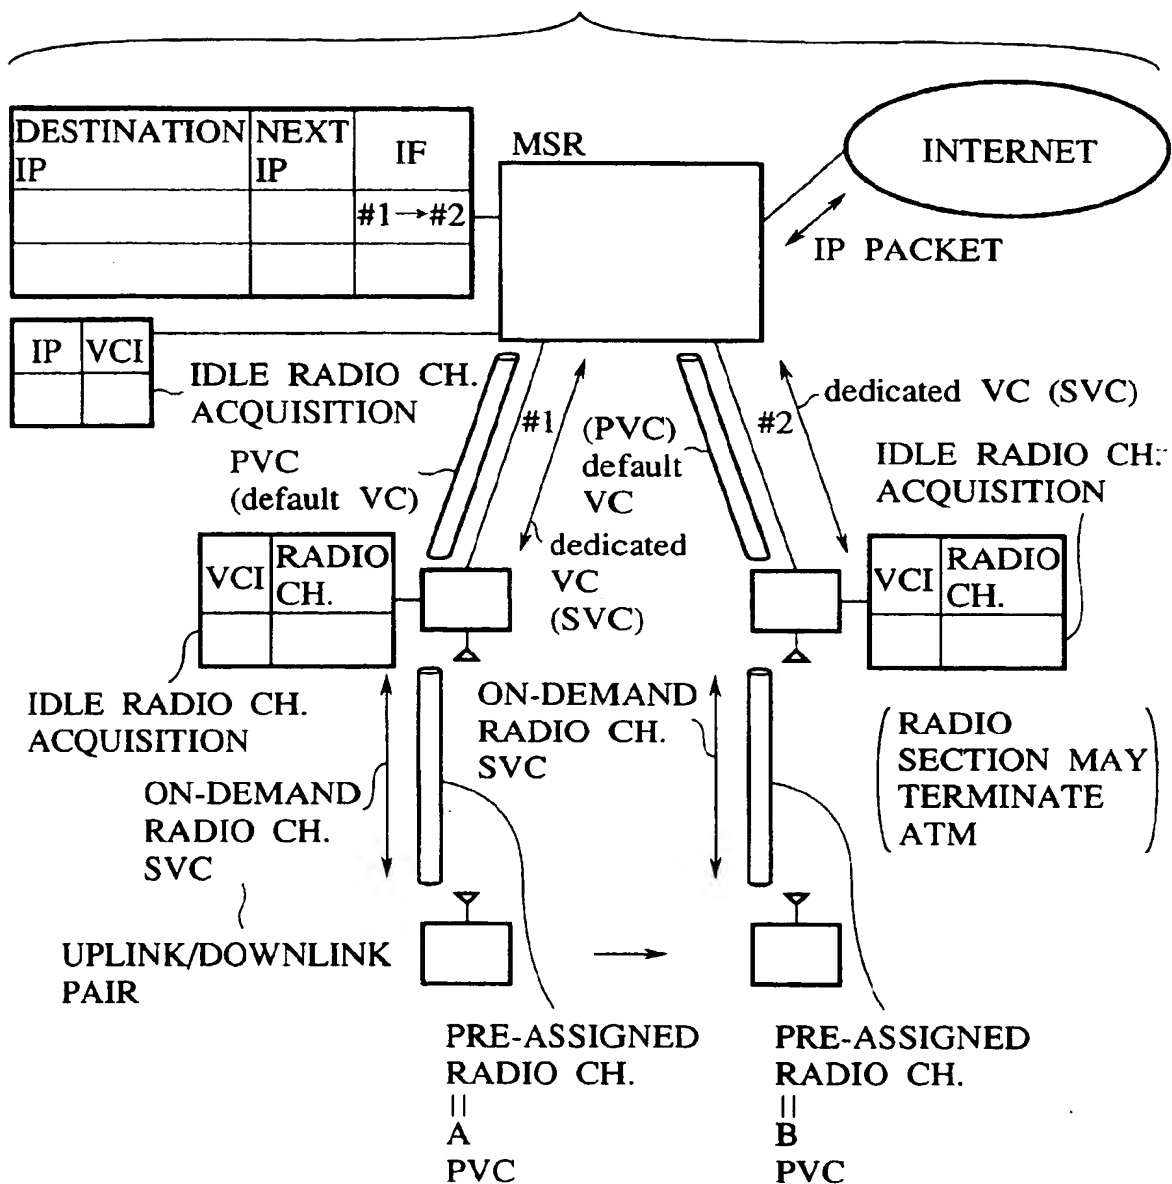 DESTINATION IP
NEXT IP
IF
#1→#2
MSR
INTERNET
IP PACKET
IP
VCI
IDLE RADIO CH.
ACQUISITION
PVC
(default VC)
#1
dedicated
VC
(SVC)
(PVC)
default
VC
#2
dedicated VC (SVC)
IDLE RADIO CH.
ACQUISITION
VCI
RADIO
CH.
VCI
RADIO
CH.
IDLE RADIO CH.
ACQUISITION
ON-DEMAND
RADIO CH.
SVC
UPLINK/DOWNLINK
PAIR
ON-DEMAND
RADIO CH.
SVC
(RADIO
SECTION MAY
TERMINATE
ATM)
PRE-ASSIGNED
RADIO CH.
||
A
PVC
PRE-ASSIGNED
RADIO CH.
||
B
PVC